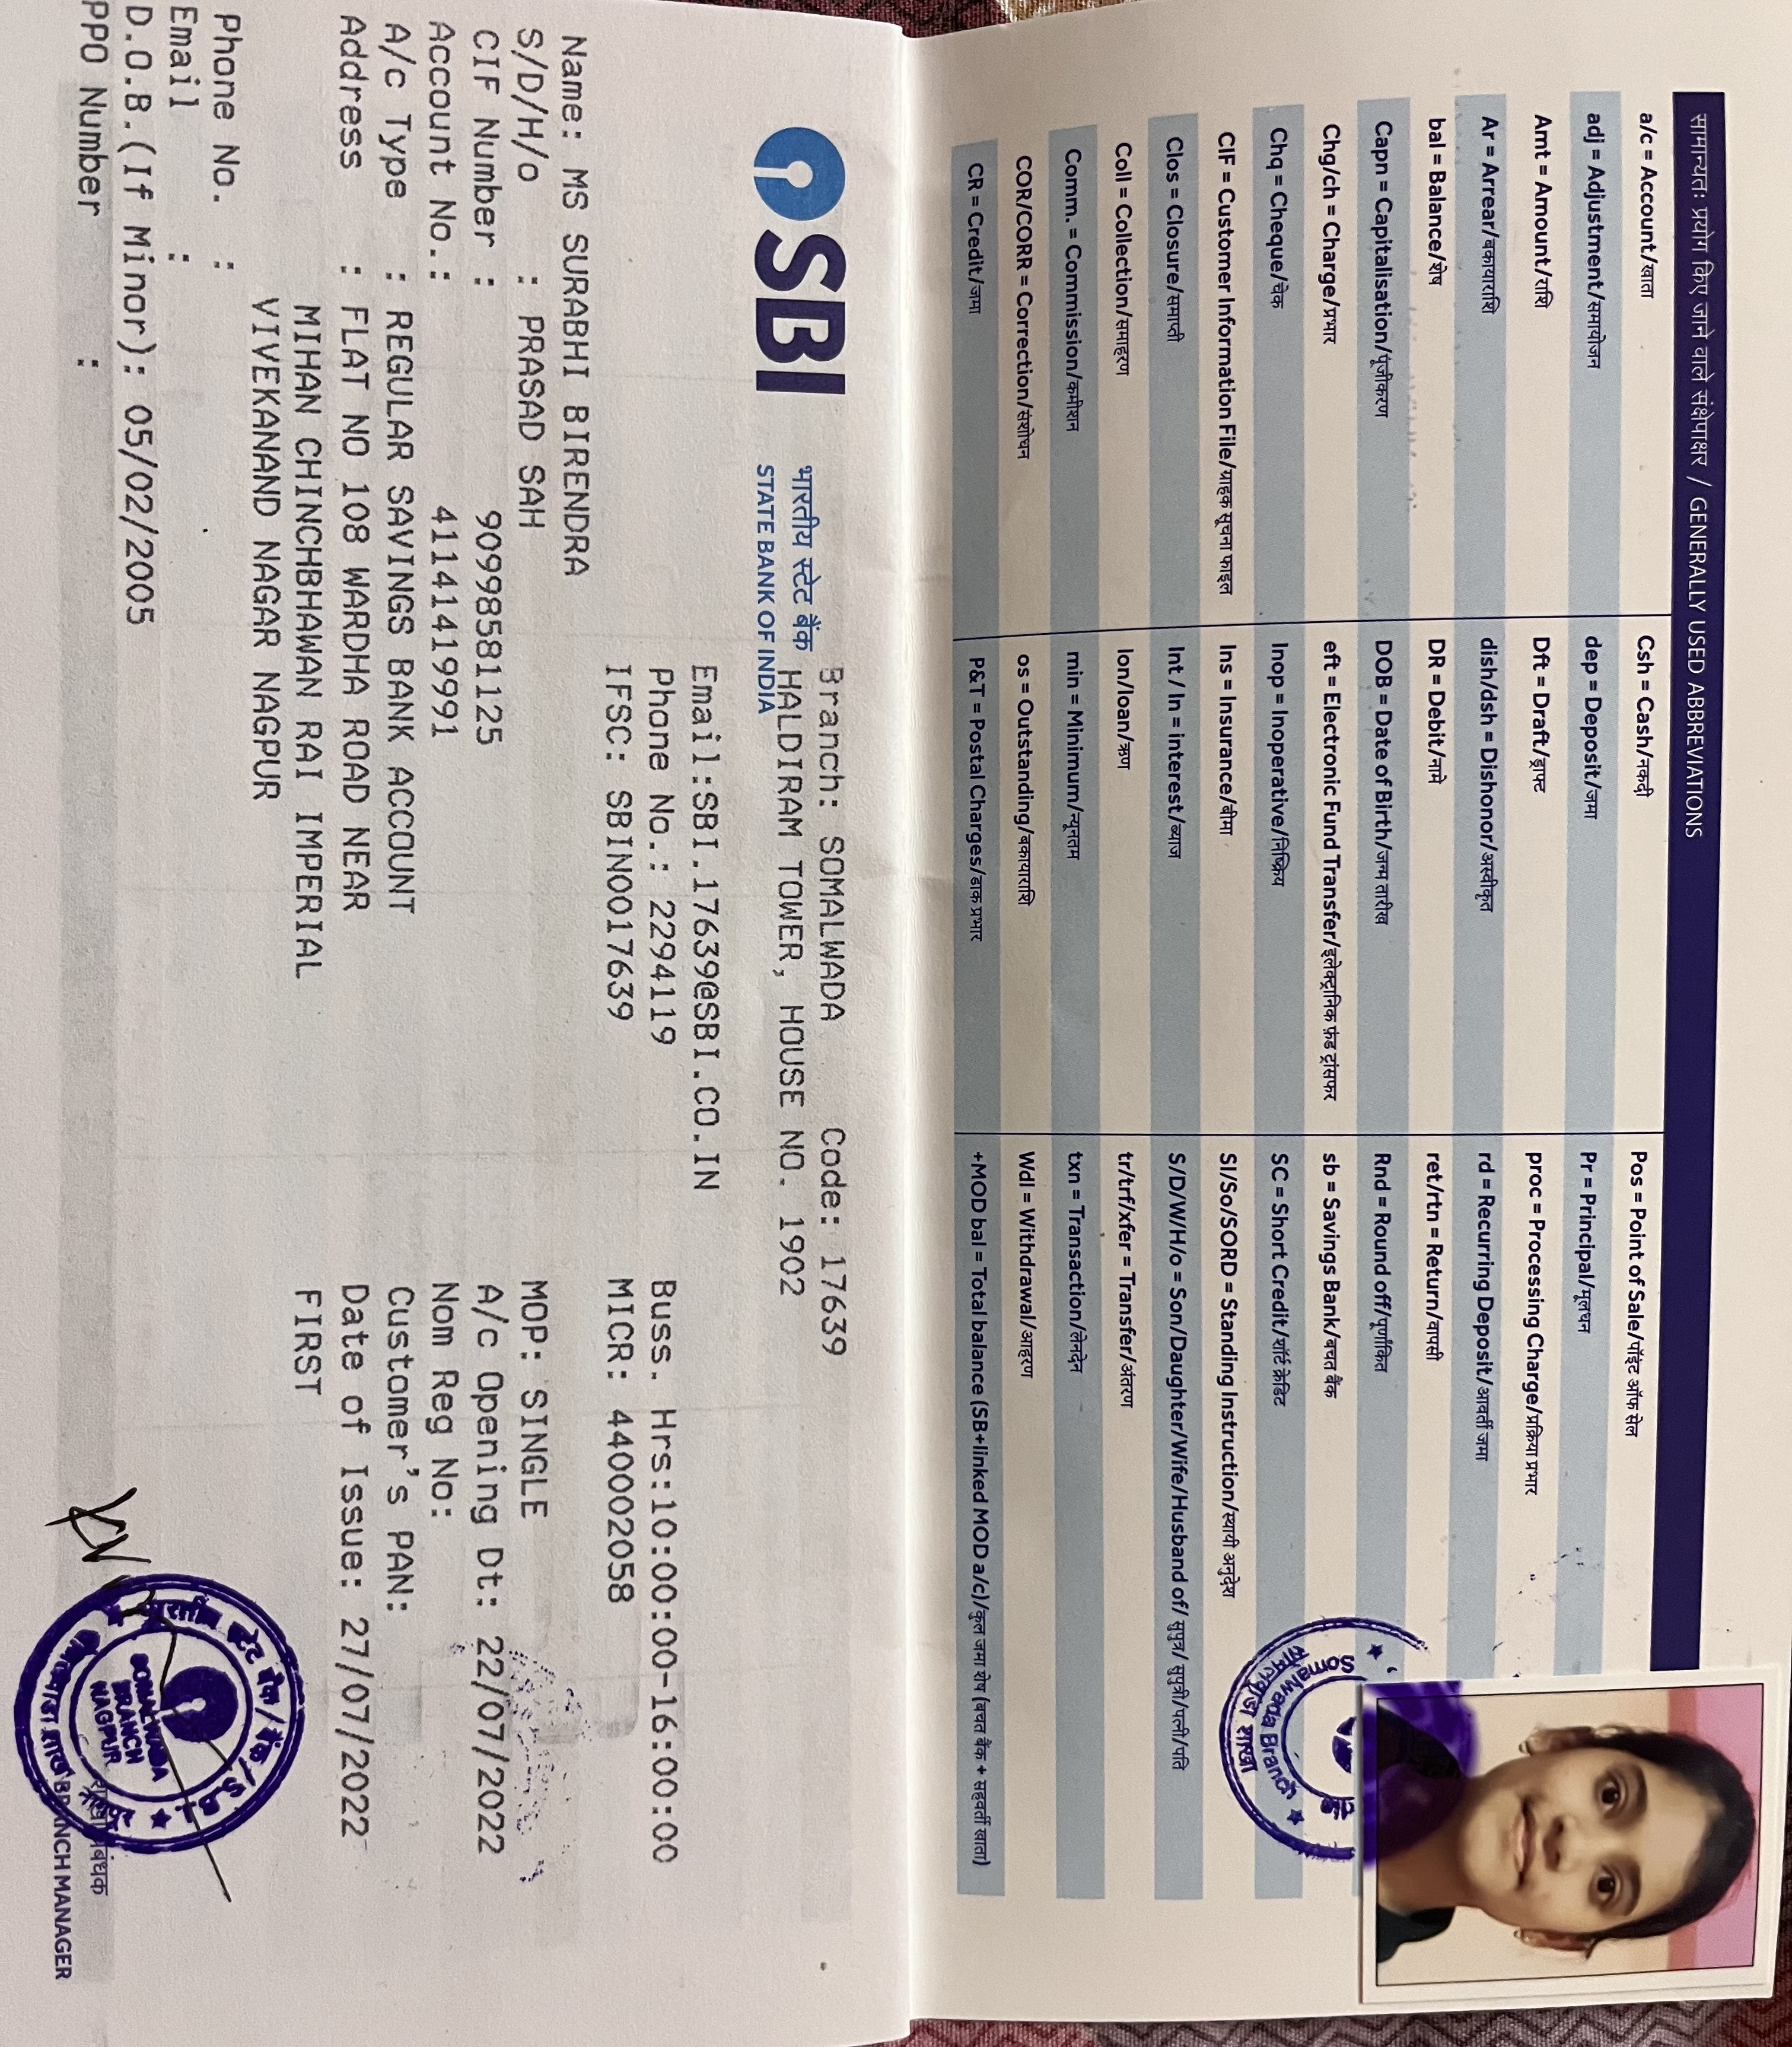 सामान्यतः प्रयोग किए जाने वाले संक्षेपाक्षर / GENERALLY USED ABBREVIATIONS
a/c = Account/खाता Csh = Cash/नकदी Pos = Point of Sale/पॉइंट ऑफ सेल
adj = Adjustment/समायोजन dep = Deposit/जमा Pr = Principal/मूलधन
Amt = Amount/राशि Dft = Draft/ड्राफ्ट proc = Processing Charge/प्रक्रिया प्रभार
Ar = Arrear/बकायाराशि dish/dsh = Dishonor/अस्वीकृत rd = Recurring Deposit/आवर्ती जमा
bal = Balance/शेष DR = Debit/नामे ret/rtn = Return/वापसी
Capn = Capitalisation/पूंजीकरण DOB = Date of Birth/जन्म तारीख Rnd = Round off/पूर्णांकित
Chg/ch = Charge/प्रभार eft = Electronic Fund Transfer/इलेक्ट्रानिक फ़ंड ट्रांसफर sb = Savings Bank/बचत बैंक
Chq = Cheque/चेक Inop = Inoperative/निष्क्रिय SC = Short Credit/शॉर्ट क्रेडिट
CIF = Customer Information File/ग्राहक सूचना फाइल Ins = Insurance/बीमा SI/So/SORD = Standing Instruction/स्थायी अनुदेश
Clos = Closure/समाप्ती Int / In = interest/ब्याज S/D/W/H/o = Son/Daughter/Wife/Husband of/ सुपुत्र/ सुपुत्री/पत्नी/पति
Coll = Collection/समाहरण lon/loan/ऋण tr/trf/xfer = Transfer/अंतरण
Comm. = Commission/कमीशन min = Minimum/न्यूनतम txn = Transaction/लेनदेन
COR/CORR = Correction/संशोधन os = Outstanding/बकायाराशि Wdl = Withdrawal/आहरण
CR = Credit/जमा P&T = Postal Charges/डाक प्रभार +MOD bal = Total balance (SB+linked MOD a/c)/कुल जमा शेष (बचत बैंक + सहवर्ती खाता)
Somalwada Branch
सोमलवाडा शाखा
SBI
भारतीय स्टेट बैंक
STATE BANK OF INDIA
Branch: SOMALWADA Code: 17639
HALDIRAM TOWER, HOUSE NO. 1902
Email:SBI.17639@SBI.CO.IN
Phone No.: 2294119 Buss. Hrs:10:00:00-16:00:00
IFSC: SBIN0017639 MICR: 440002058
Name: MS SURABHI BIRENDRA
S/D/H/o : PRASAD SAH MOP: SINGLE
CIF Number : 90998581125 A/c Opening Dt: 22/07/2022
Account No.: 41141419991 Nom Reg No:
A/c Type : REGULAR SAVINGS BANK ACCOUNT Customer's PAN:
Address : FLAT NO 108 WARDHA ROAD NEAR Date of Issue: 27/07/2022
MIHAN CHINCHBHAWAN RAI IMPERIAL FIRST
VIVEKANAND NAGAR NAGPUR
Phone No. :
Email :
D.O.B.(If Minor): 05/02/2005
PPO Number :
SOMALWADA
BRANCH
NAGPUR
BRANCH MANAGER